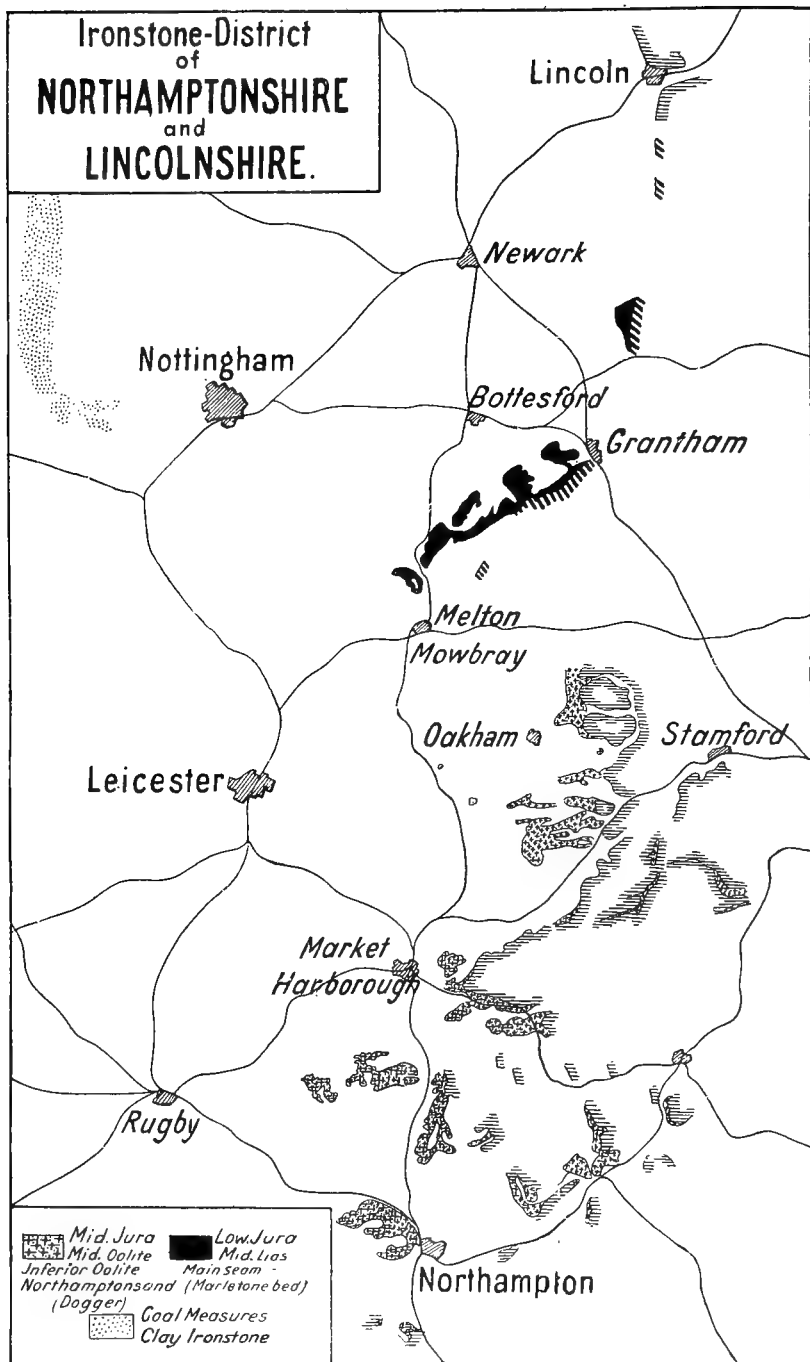 Ironstone-District
of
NORTHAMPTONSHIRE
and
LINCOLNSHIRE.
Lincoln
Newark
Nottingham
Bottesford
Grantham
Melton
Mowbray
Oakham
Stamford
Leicester
Market
Harborough
Rugby
Northampton
Mid. Jura
Mid. Oolite
Jnferior Oolite
Northamptonsand
(Dogger)
Low. Jura
Mid. Lias
Main seam -
(Marlstone bed)
Coal Measures
Clay Ironstone